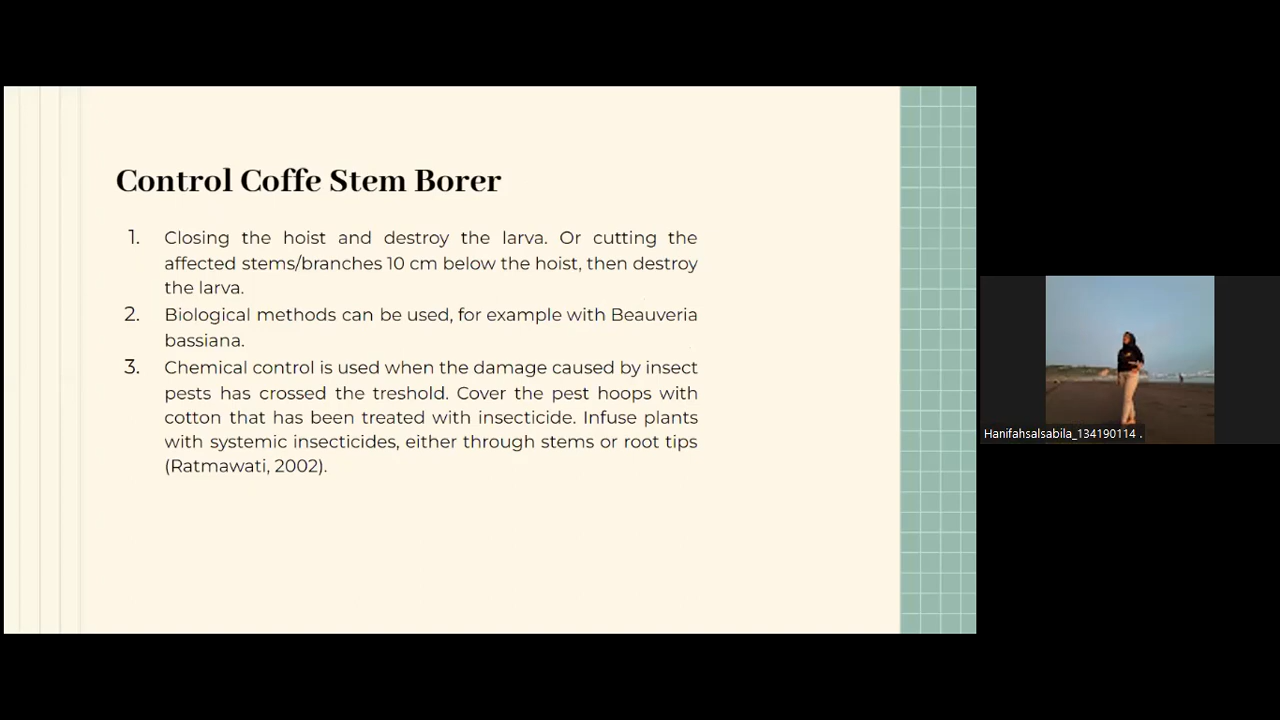 Control Coffe Stem Borer
1. Closing the hoist and destroy the larva. Or cutting the
affected stems/branches 10 cm below the hoist, then destroy
the larva.
2. Biological methods can be used, for example with Beauveria
bassiana.
3. Chemical control is used when the damage caused by insect
pests has crossed the treshold. Cover the pest hoops with
cotton that has been treated with insecticide. Infuse plants
with systemic insecticides, either through stems or root tips
(Ratmawati, 2002).
Hanifahsalsabila_134190114 .